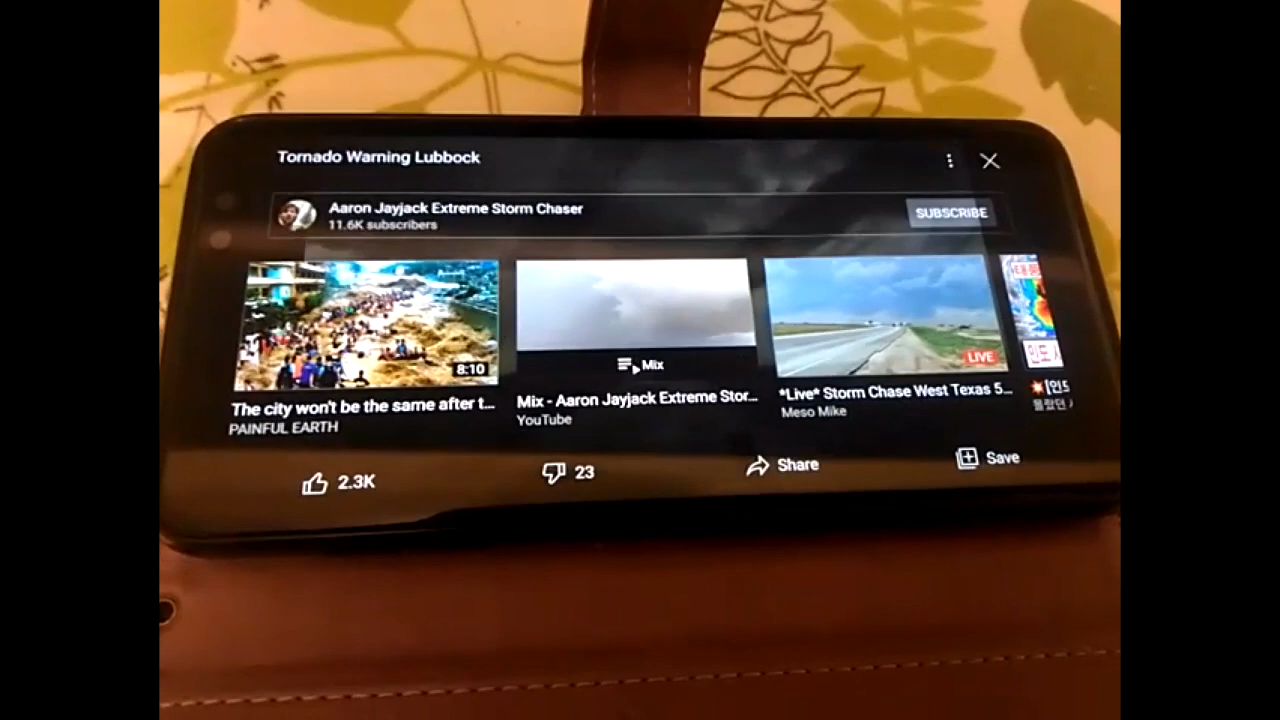 Tornado Warning Lubbock
Aaron Jayjack Extreme Storm Chaser
11.6K subscribers
SUBSCRIBE
8:10
The city won't be the same after t...
PAINFUL EARTH
Mix
Mix - Aaron Jayjack Extreme Stor...
YouTube
LIVE
*Live* Storm Chase West Texas 5...
Meso Mike
2.3K
23
Share
Save